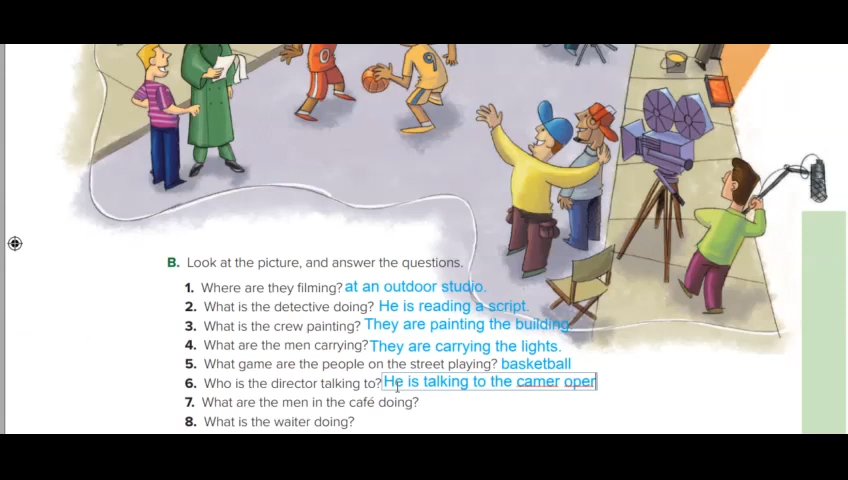 0
9
B. Look at the picture, and answer the questions.
1. Where are they filming? at an outdoor studio.
2. What is the detective doing? He is reading a script.
3. What is the crew painting? They are painting the building.
4. What are the men carrying? They are carrying the lights.
5. What game are the people on the street playing? basketball
6. Who is the director talking to? He is talking to the camer oper
7. What are the men in the café doing?
8. What is the waiter doing?